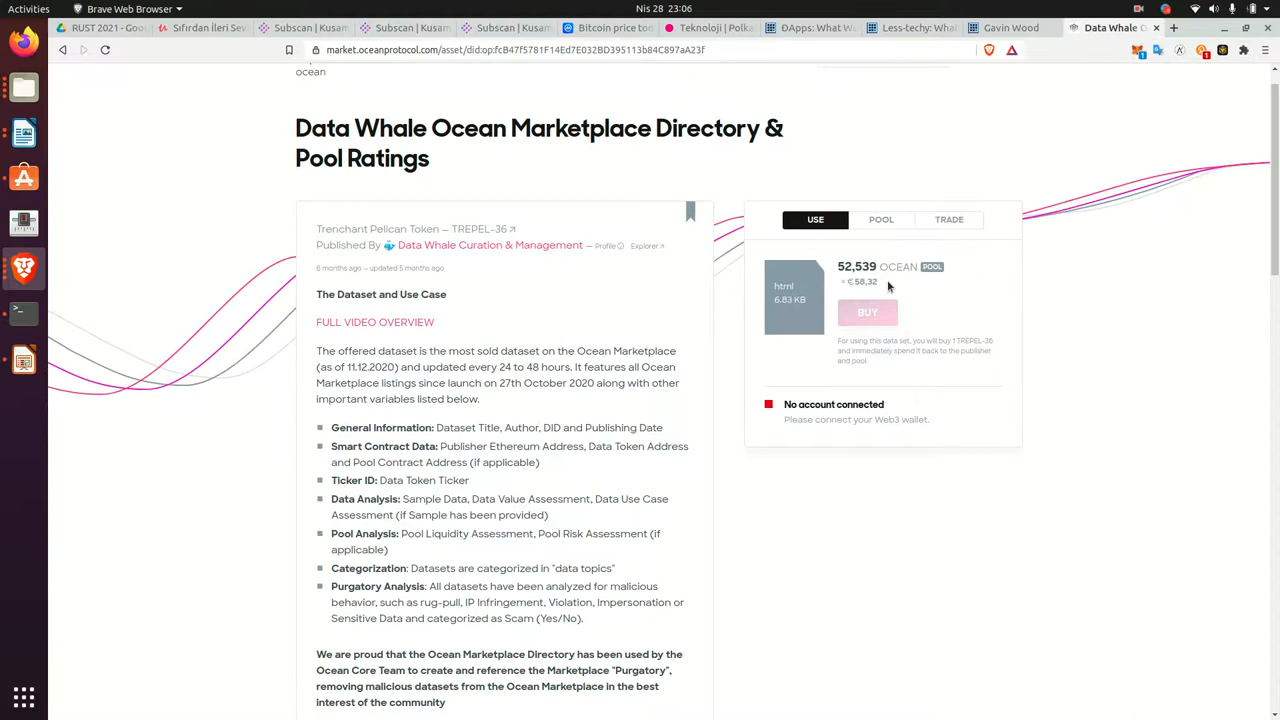 Activities
Brave Web Browser
Nis 28 23:06
RUST 2021 - Goo
Sıfırdan İleri Sev
Subscan | Kusam
Subscan | Kusam
Subscan | Kusam
Bitcoin price too
Teknoloji | Polka
DApps: What We
Less-techy: What
Gavin Wood
Data Whale O
market.oceanprotocol.com/asset/did:op:fcB47f5781F14Ed7E032BD395113b84C897aA23f
ocean
Data Whale Ocean Marketplace Directory &
Pool Ratings
Trenchant Pelican Token — TREPEL-36
Published By Data Whale Curation & Management — Profile Explorer
6 months ago — updated 5 months ago
The Dataset and Use Case
FULL VIDEO OVERVIEW
The offered dataset is the most sold dataset on the Ocean Marketplace
(as of 11.12.2020) and updated every 24 to 48 hours. It features all Ocean
Marketplace listings since launch on 27th October 2020 along with other
important variables listed below.
General Information: Dataset Title, Author, DID and Publishing Date
Smart Contract Data: Publisher Ethereum Address, Data Token Address
and Pool Contract Address (if applicable)
Ticker ID: Data Token Ticker
Data Analysis: Sample Data, Data Value Assessment, Data Use Case
Assessment (if Sample has been provided)
Pool Analysis: Pool Liquidity Assessment, Pool Risk Assessment (if
applicable)
Categorization: Datasets are categorized in "data topics"
Purgatory Analysis: All datasets have been analyzed for malicious
behavior, such as rug-pull, IP Infringement, Violation, Impersonation or
Sensitive Data and categorized as Scam (Yes/No).
We are proud that the Ocean Marketplace Directory has been used by the
Ocean Core Team to create and reference the Marketplace "Purgatory",
removing malicious datasets from the Ocean Marketplace in the best
interest of the community
USE
POOL
TRADE
html
6.83 KB
52,539 OCEAN POOL
= €58,32
BUY
For using this data set, you will buy 1 TREPEL-36
and immediately spend it back to the publisher
and pool.
No account connected
Please connect your Web3 wallet.